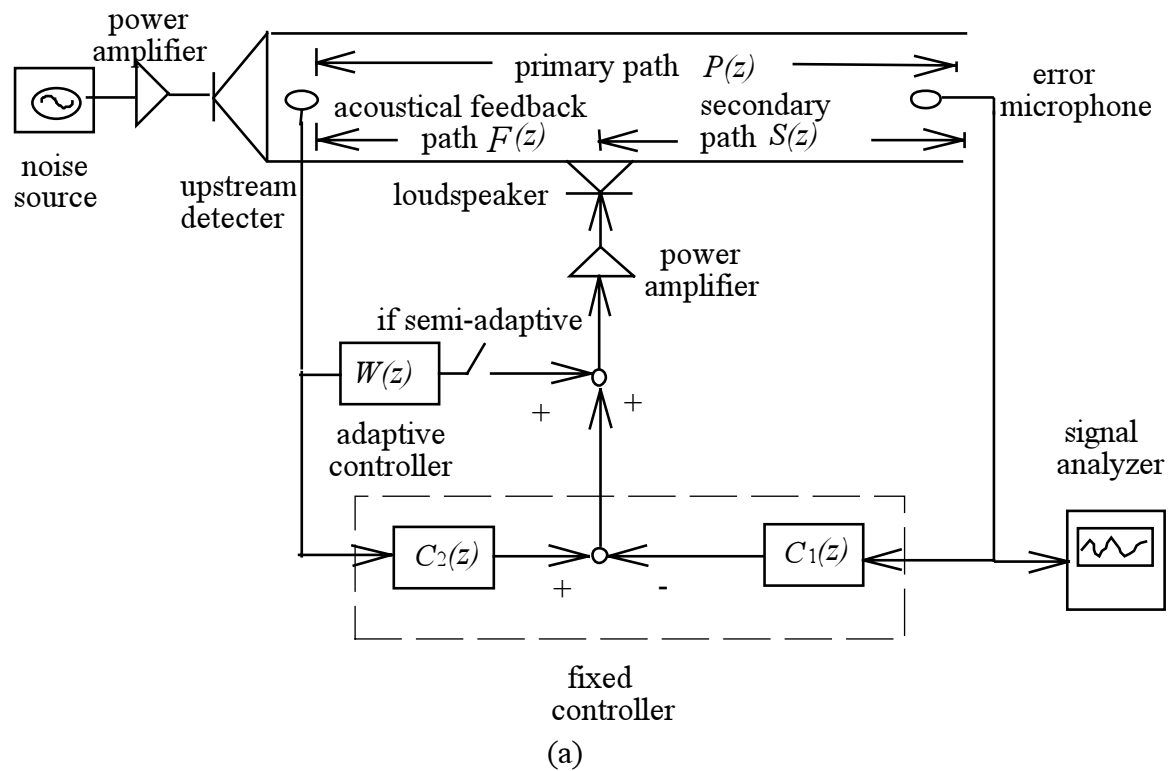 power
amplifier
primary path P(z)
error
microphone
acoustical feedback
path F(z)
secondary
path S(z)
noise
source
upstream
detecter
loudspeaker
power
amplifier
if semi-adaptive
W(z)
+
+
adaptive
controller
signal
analyzer
C2(z)
C1(z)
+
-
fixed
controller
(a)